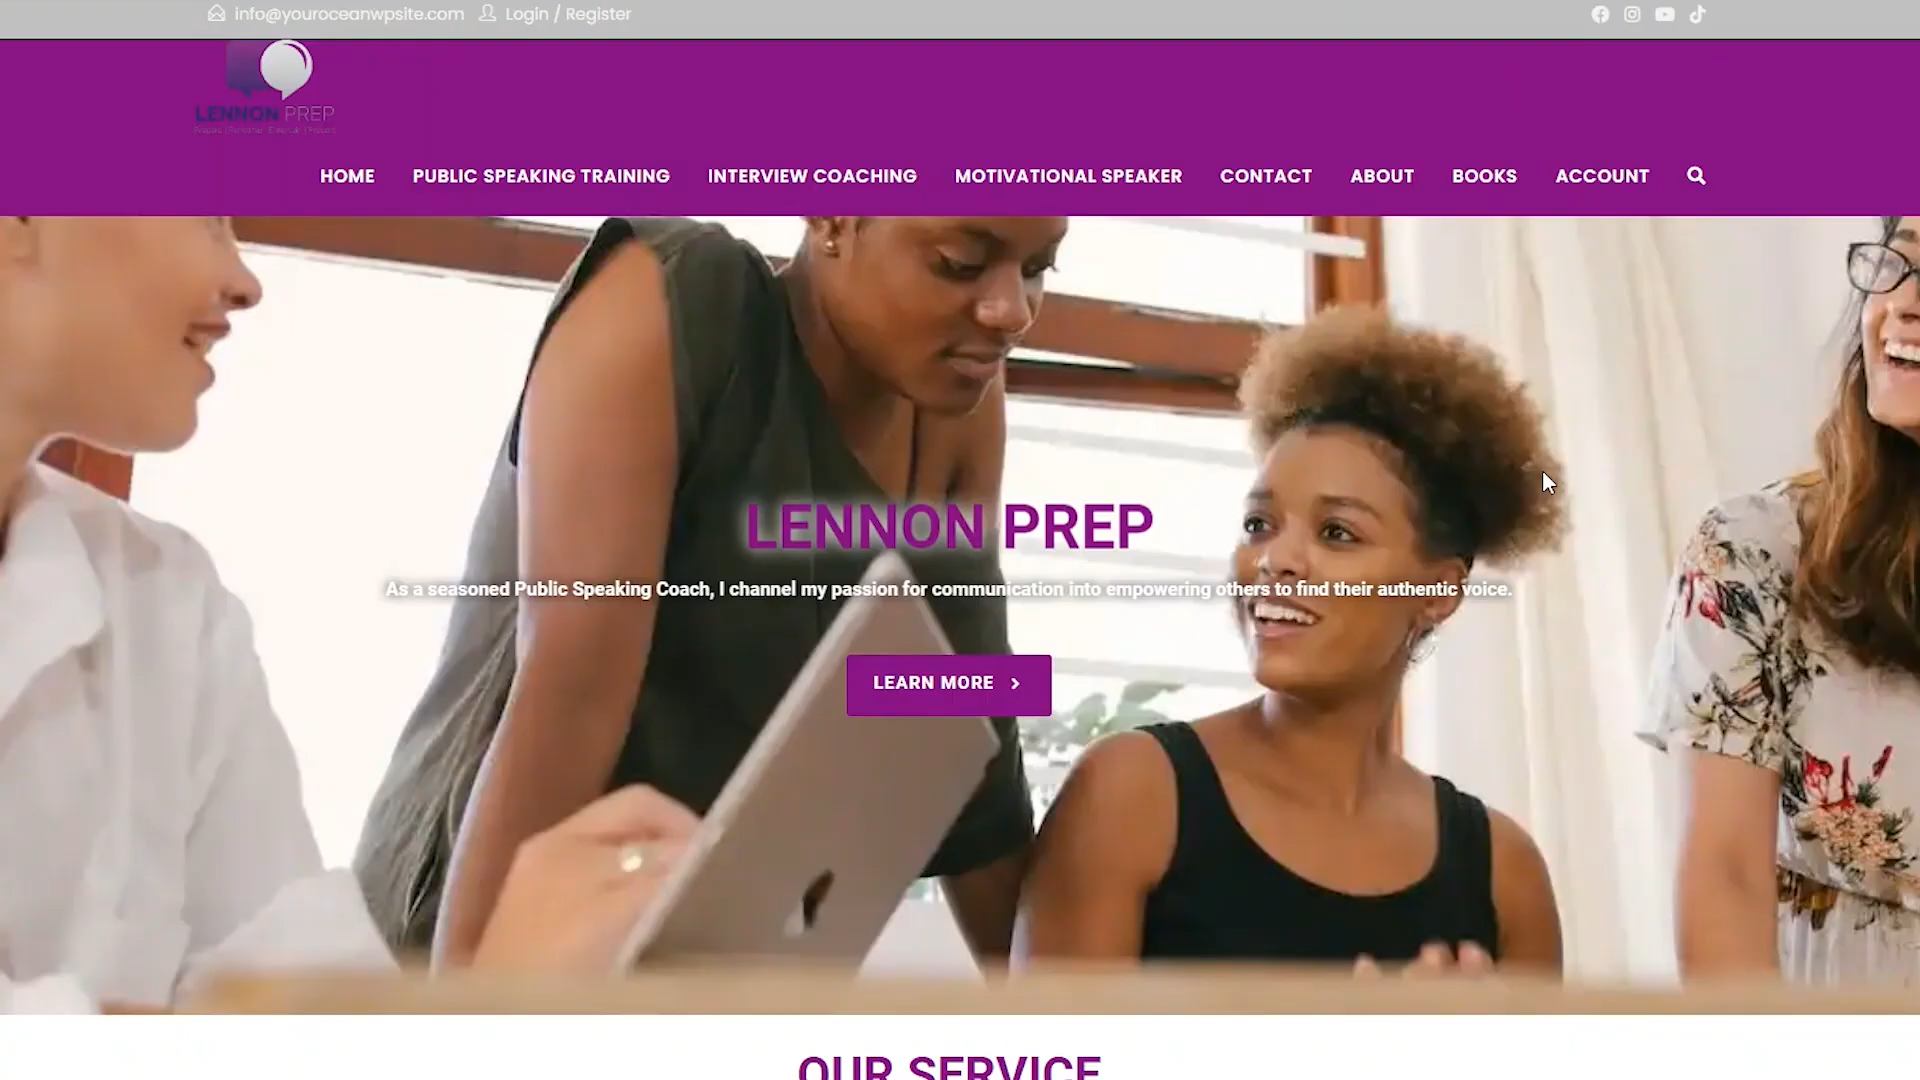 info@youroceanwpsite.com Login / Register
LENNON PREP
HOME PUBLIC SPEAKING TRAINING INTERVIEW COACHING MOTIVATIONAL SPEAKER CONTACT ABOUT BOOKS ACCOUNT
LENNON PREP
As a seasoned Public Speaking Coach, I channel my passion for communication into empowering others to find their authentic voice.
LEARN MORE
OUR SERVICE